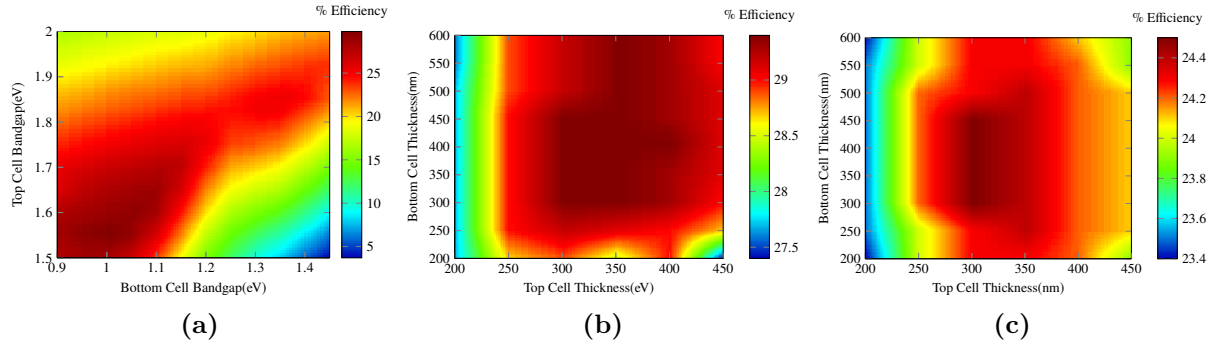 % Efficiency
2
1.9
1.8
1.7
1.6
1.5
0.9 1 1.1 1.2 1.3 1.4
25
20
15
10
5
Top Cell Bandgap(eV)
Bottom Cell Bandgap(eV)
(a)
% Efficiency
600
550
500
450
400
350
300
250
200
200 250 300 350 400 450
29
28.5
28
27.5
Bottom Cell Thickness(nm)
Top Cell Thickness(eV)
(b)
% Efficiency
600
550
500
450
400
350
300
250
200
200 250 300 350 400 450
24.4
24.2
24
23.8
23.6
23.4
Bottom Cell Thickness(nm)
Top Cell Thickness(nm)
(c)